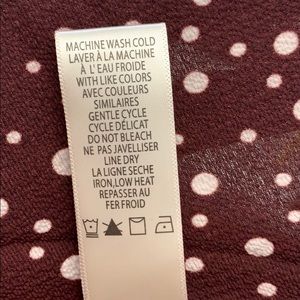 MACHINE WASH COLD
LAVER À LA MACHINE
À L'EAU FROIDE
WITH LIKE COLORS
AVEC COULEURS
SIMILAIRES
GENTLE CYCLE
CYCLE DÉLICAT
DO NOT BLEACH
NE PAS JAVELLISER
LINE DRY
LA LIGNE SECHE
IRON,LOW HEAT
REPASSER AU
FER FROID